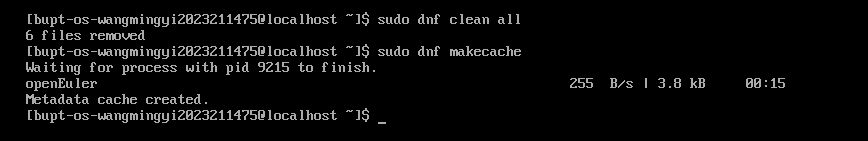 [bupt-os-wangmingyi2023211475@localhost ~]$ sudo dnf clean all
6 files removed
[bupt-os-wangmingyi2023211475@localhost ~]$ sudo dnf makecache
Waiting for process with pid 9215 to finish.
openEuler 255 B/s | 3.8 kB 00:15
Metadata cache created.
[bupt-os-wangmingyi2023211475@localhost ~]$ _